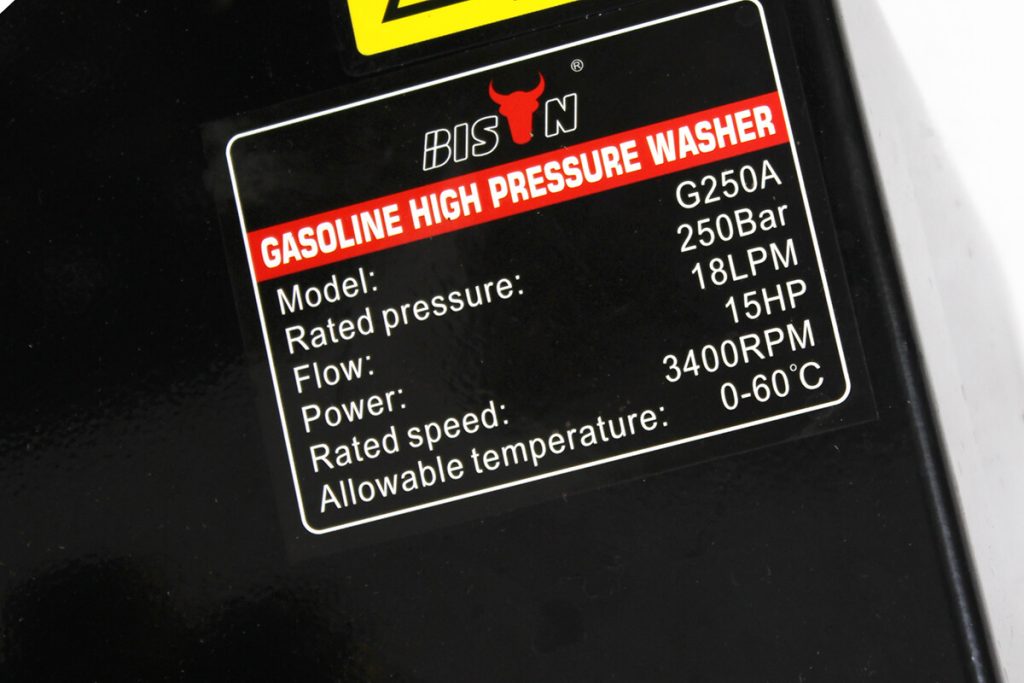 BISON ®
GASOLINE HIGH PRESSURE WASHER
Model: G250A
Rated pressure: 250Bar
Flow: 18LPM
Power: 15HP
Rated speed: 3400RPM
Allowable temperature: 0-60℃